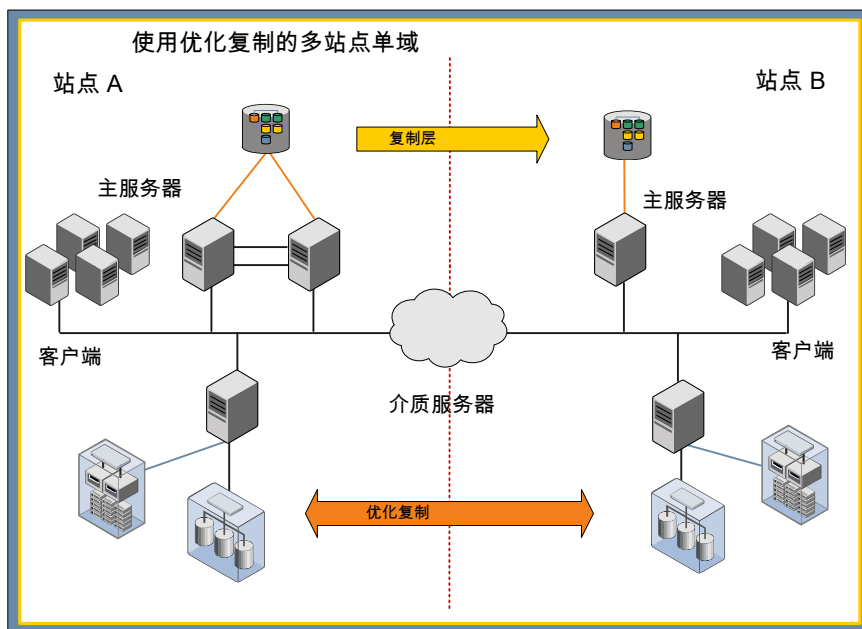 使用优化复制的多站点单域
站点 A
站点 B
复制层
主服务器
主服务器
客户端
客户端
介质服务器
优化复制